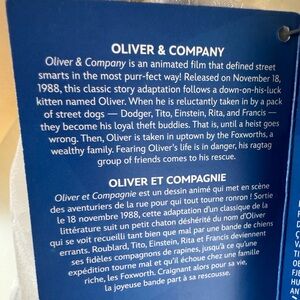 OLIVER & COMPANY
Oliver & Company is an animated film that defined street
smarts in the most purr-fect way! Released on November 18,
1988, this classic story adaptation follows a down-on-his-luck
kitten named Oliver. When he is reluctantly taken in by a pack
of street dogs — Dodger, Tito, Einstein, Rita, and Francis —
they become his loyal theft buddies. That is, until a heist goes
wrong. Then, Oliver is taken in uptown by the Foxworths, a
wealthy family. Fearing Oliver's life is in danger, his ragtag
group of friends comes to his rescue.
OLIVER ET COMPAGNIE
Oliver et Compagnie est un dessin animé qui met en scène
des aventuriers de la rue pour qui tout tourne ronron ! Sortie
le 18 novembre 1988, cette adaptation d'un classique de la
littérature suit un petit chaton déshérité du nom d'Oliver
qui se voit recueilli tant bien que mal par une bande de chiens
errants. Roublard, Tito, Einstein, Rita et Francis deviennent
ses fidèles compagnons de rapines, jusqu'à ce qu'une
expédition tourne mal et qu'il échoue chez une famille
riche, les Foxworth. Craignant alors pour sa vie,
la joyeuse bande part à sa rescousse.